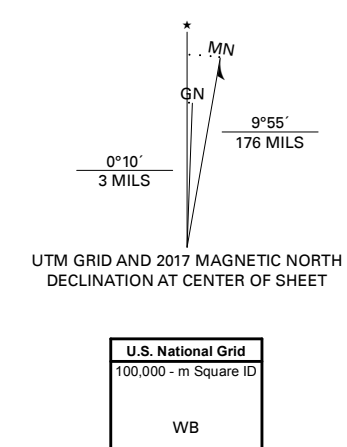 ★
MN
GN
9°55´
176 MILS
0°10´
3 MILS
UTM GRID AND 2017 MAGNETIC NORTH
DECLINATION AT CENTER OF SHEET
U.S. National Grid
100,000 - m Square ID
WB